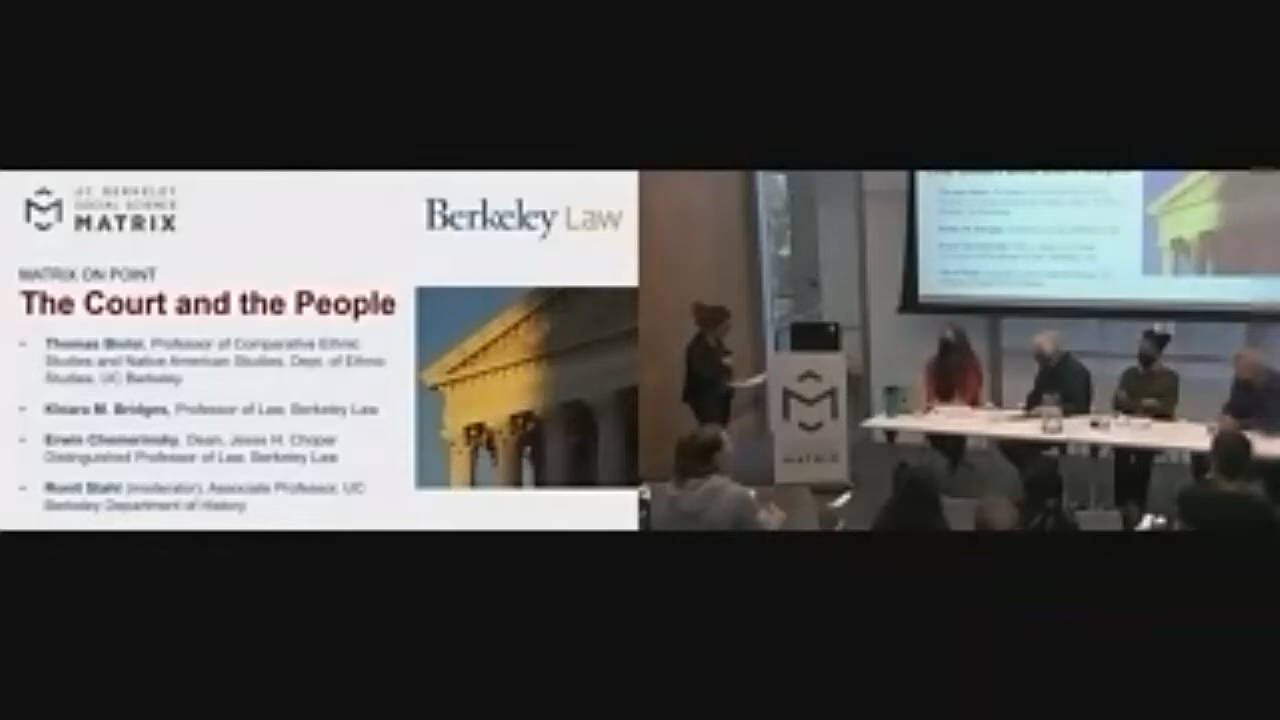 UC BERKELEY
SOCIAL SCIENCE
MATRIX
Berkeley Law
MATRIX ON POINT
The Court and the People
• Thomas Biolsi, Professor of Comparative Ethnic
Studies and Native American Studies, Dept. of Ethnic
Studies, UC Berkeley
• Khiara M. Bridges, Professor of Law, Berkeley Law
• Erwin Chemerinsky, Dean, Jesse H. Choper
Distinguished Professor of Law, Berkeley Law
• Ronit Stahl (moderator), Associate Professor, UC
Berkeley Department of History
MATRIX